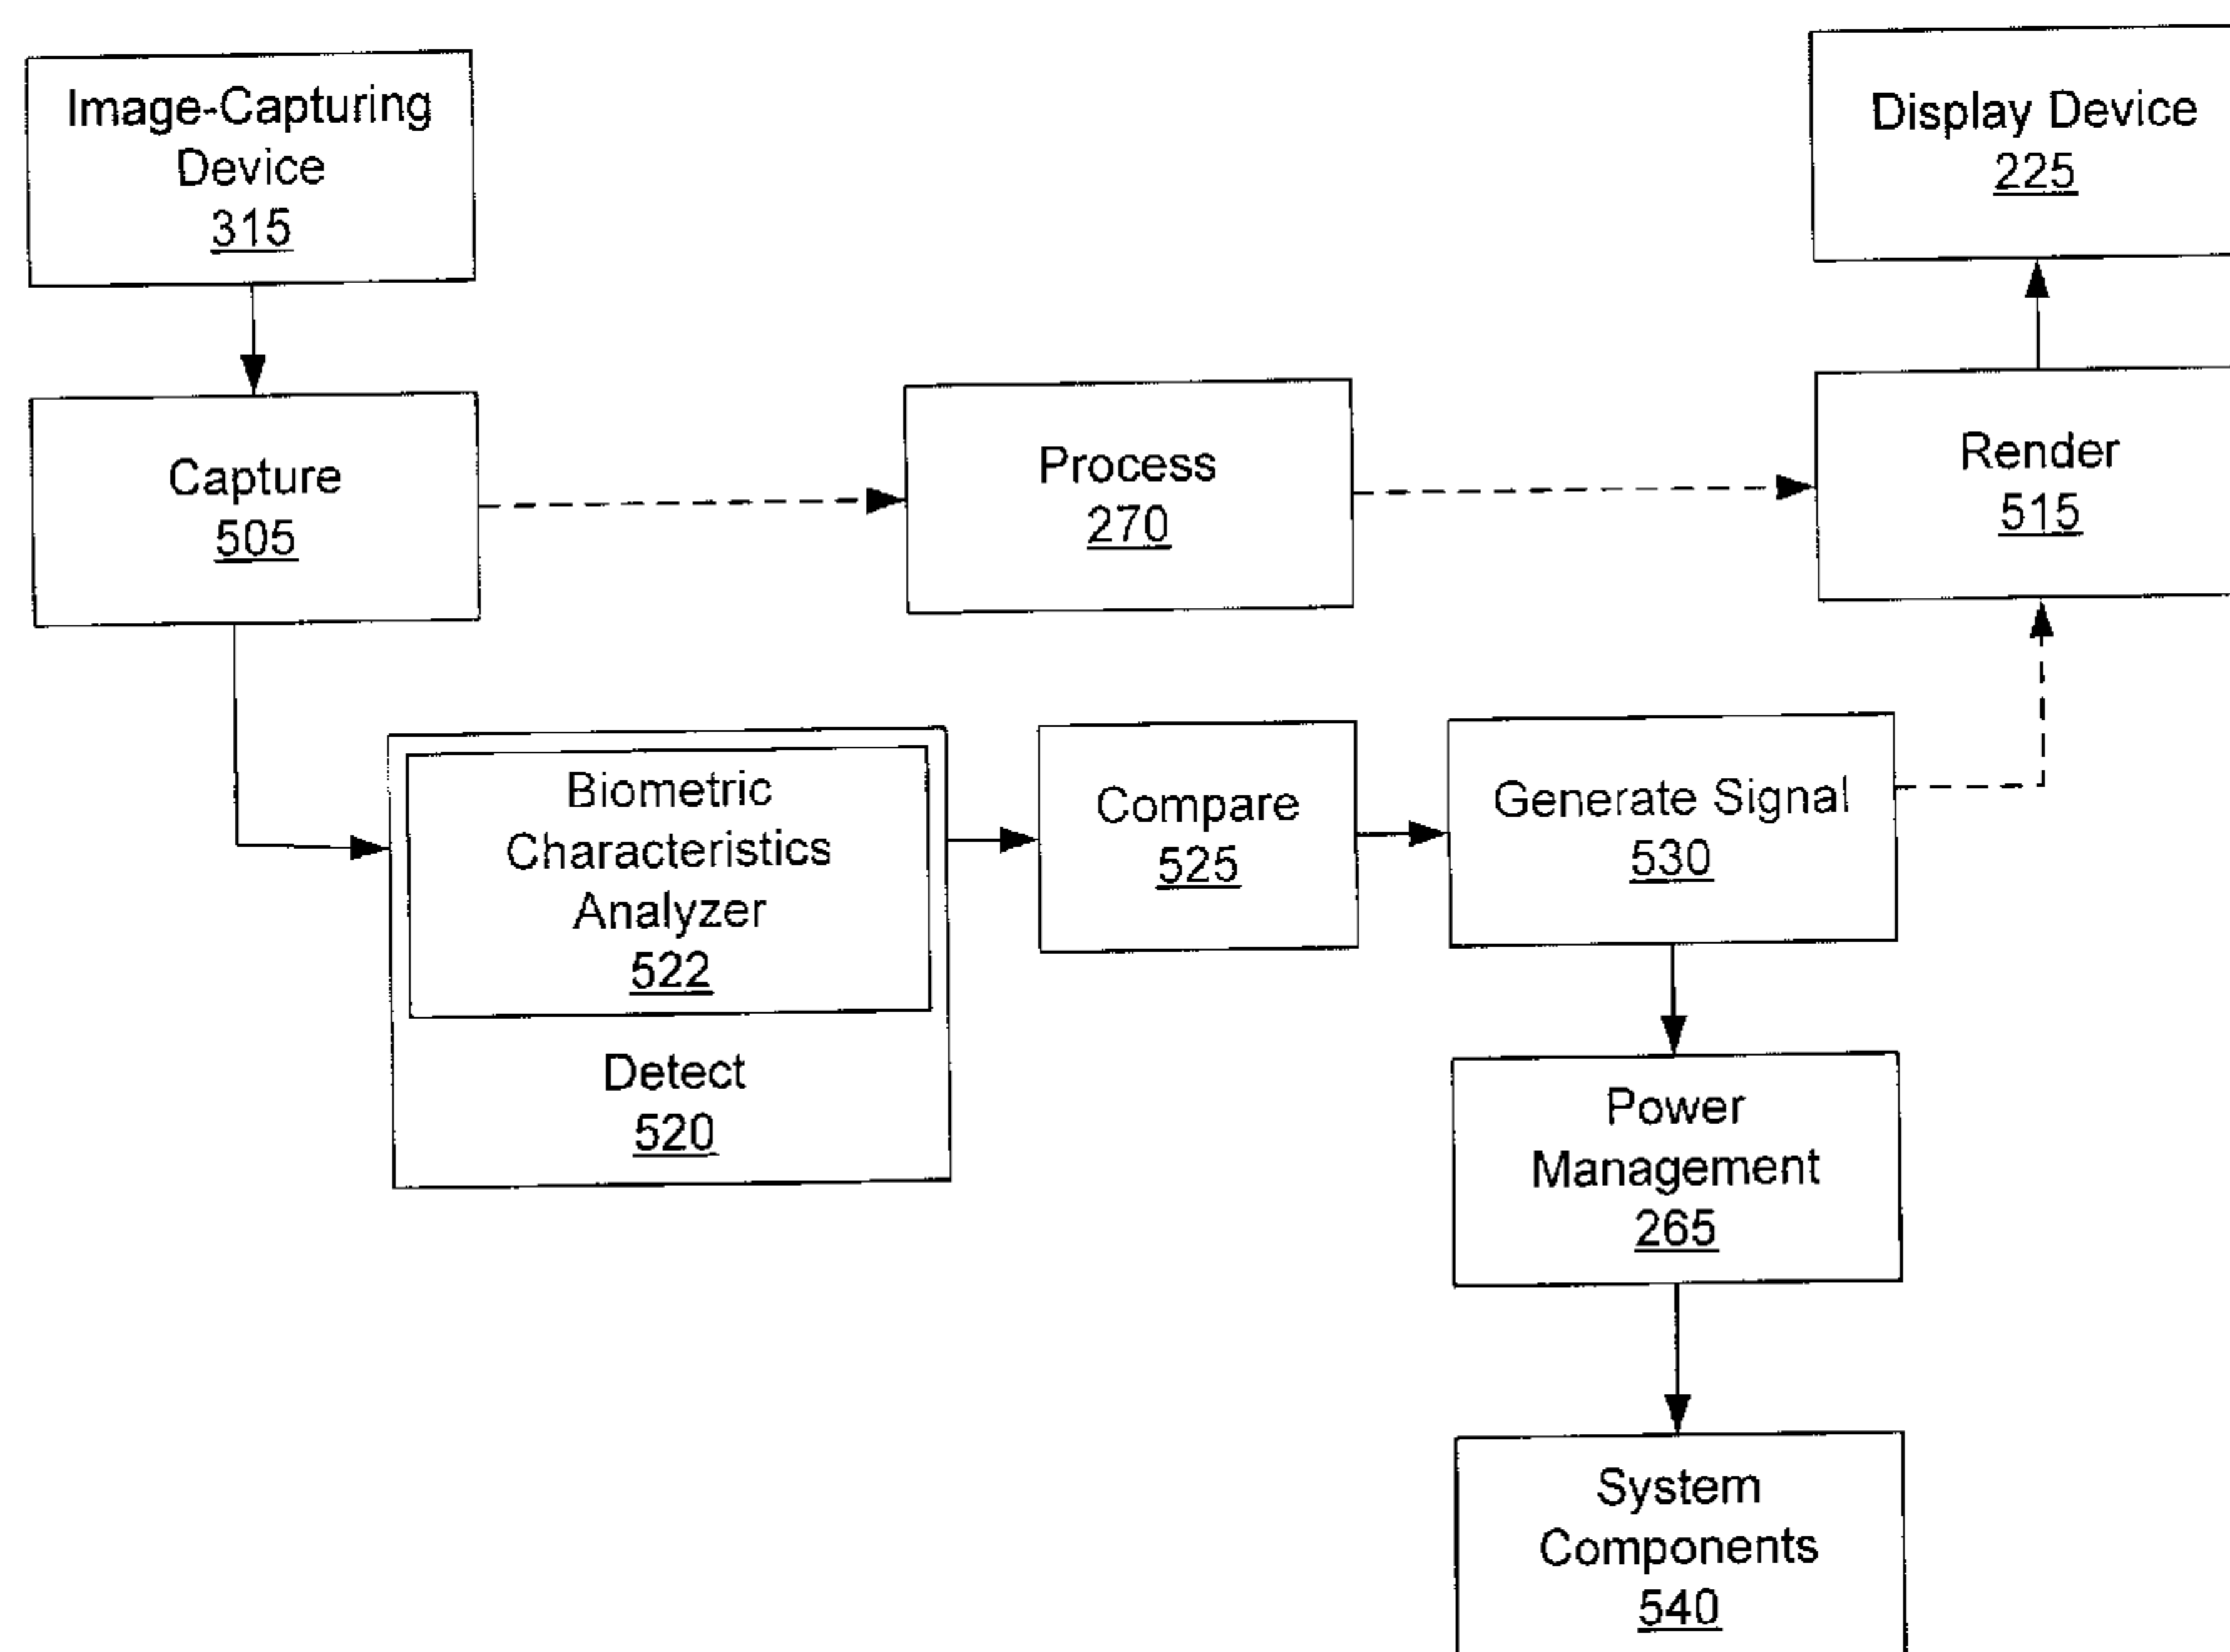 Image-Capturing
Device
315
Display Device
225
Capture
505
Process
270
Render
515
Biometric
Characteristics
Analyzer
522
Detect
520
Compare
525
Generate Signal
530
Power
Management
265
System
Components
540